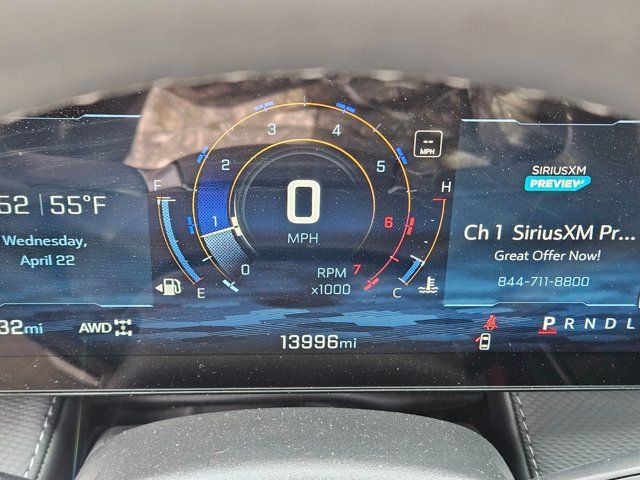 52 | 55°F
Wednesday,
April 22
32mi
AWD
F
E
0
1
2
3
4
5
6
7
0
MPH
RPM
x1000
--
MPH
H
C
13996mi
SIRIUSXM
PREVIEW
Ch 1 SiriusXM Pr...
Great Offer Now!
844-711-8800
P R N D L